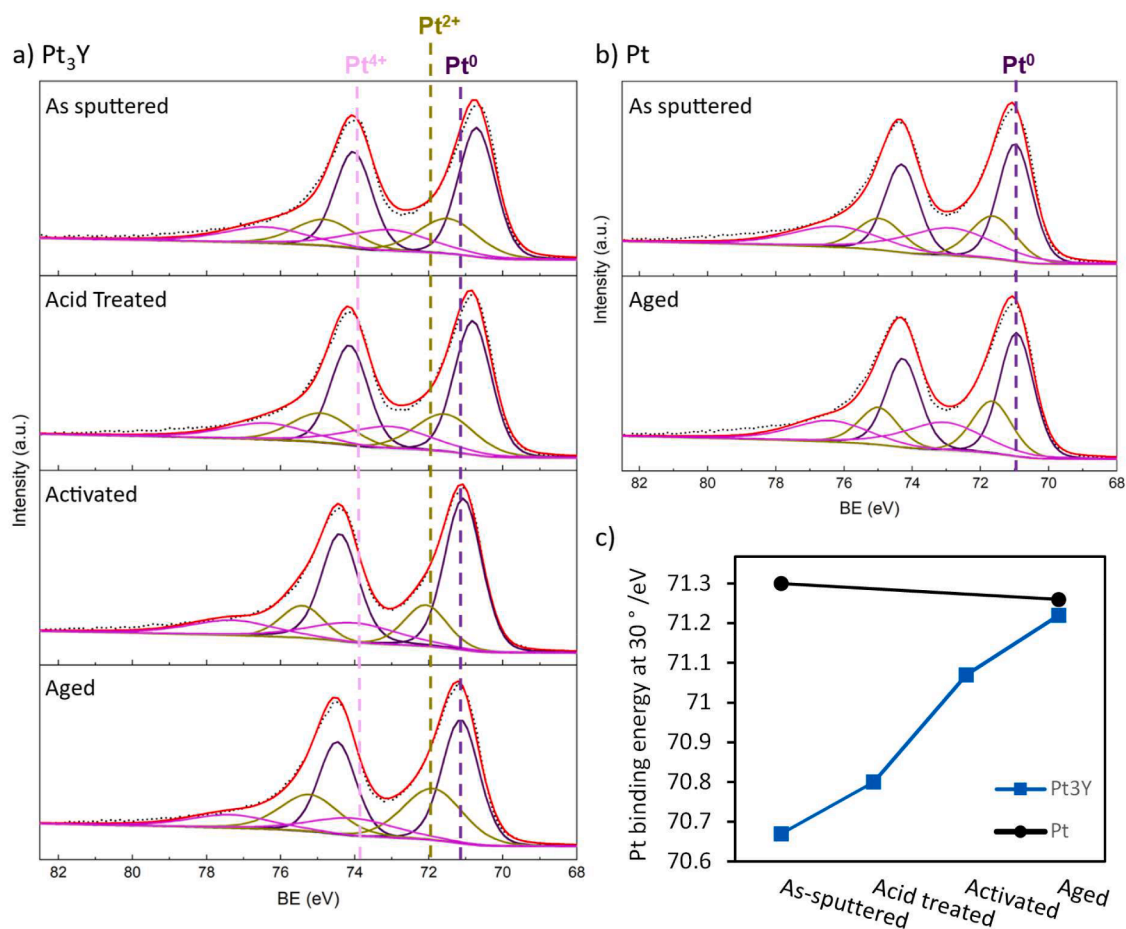 a) Pt₃Y
Pt⁴⁺
Pt²⁺
Pt⁰
As sputtered
Acid Treated
Activated
Aged
Intensity (a.u.)
82 80 78 76 74 72 70 68
BE (eV)
b) Pt
Pt⁰
As sputtered
Aged
Intensity (a.u.)
82 80 78 76 74 72 70 68
BE (eV)
c)
Pt binding energy at 30 ° /eV
71.3
71.2
71.1
71
70.9
70.8
70.7
70.6
Pt3Y
Pt
As-sputtered
Acid treated
Activated
Aged